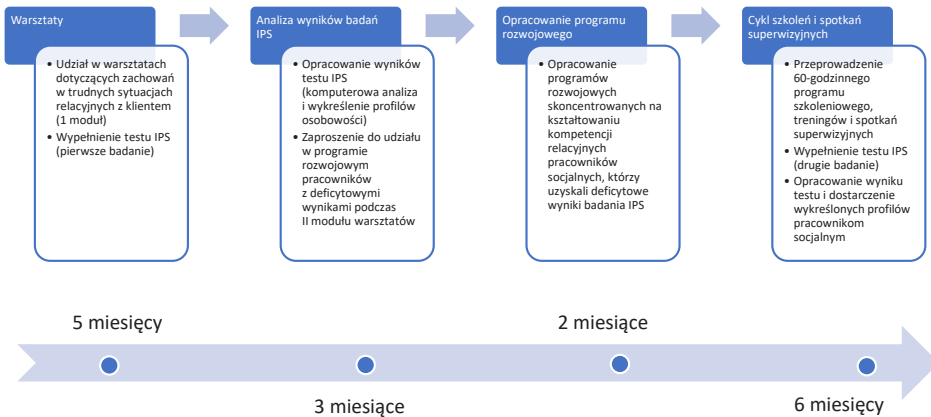 Warsztaty
• Udział w warsztatach
dotyczących zachowań
w trudnych sytuacjach
relacyjnych z klientem
(1 moduł)
• Wypełnienie testu IPS
(pierwsze badanie)
Analiza wyników badań
IPS
• Opracowanie wyników
testu IPS
(komputerowa analiza
i wykreślenie profilów
osobowości)
• Zaproszenie do udziału
w programie
rozwojowym
pracowników
z deficytowymi
wynikami podczas
II modułu warsztatów
Opracowanie programu
rozwojowego
• Opracowanie
programów
rozwojowych
skoncentrowanych na
kształtowaniu
kompetencji
relacyjnych
pracowników
socjalnych, którzy
uzyskali deficytowe
wyniki badania IPS
Cykl szkoleń i spotkań
superwizyjnych
• Przeprowadzenie
60-godzinnego
programu
szkoleniowego,
treningów i spotkań
superwizyjnych
• Wypełnienie testu IPS
(drugie badanie)
• Opracowanie wyniku
testu i dostarczenie
wykreślonych profilów
pracownikom
socjalnym
5 miesięcy
3 miesiące
2 miesiące
6 miesięcy